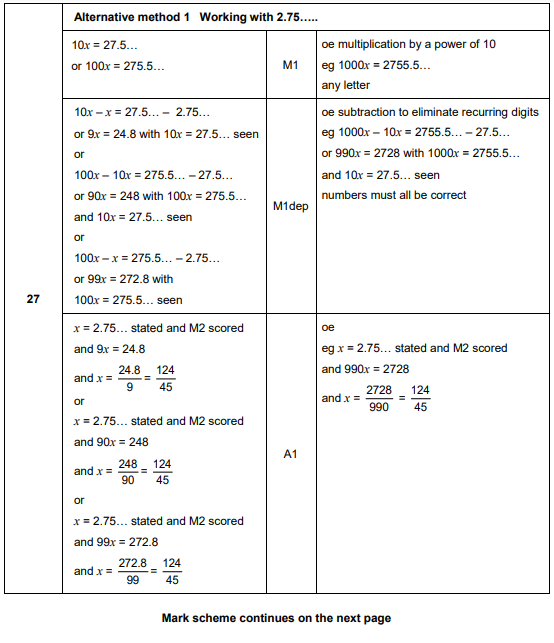 Alternative method 1 Working with 2.75.....
10x = 27.5…
or 100x = 275.5…
M1
oe multiplication by a power of 10
eg 1000x = 2755.5…
any letter
10x – x = 27.5… – 2.75…
or 9x = 24.8 with 10x = 27.5… seen
or
100x – 10x = 275.5… – 27.5…
or 90x = 248 with 100x = 275.5…
and 10x = 27.5… seen
or
100x – x = 275.5… – 2.75…
or 99x = 272.8 with
100x = 275.5… seen
M1dep
oe subtraction to eliminate recurring digits
eg 1000x – 10x = 2755.5… – 27.5…
or 990x = 2728 with 1000x = 2755.5…
and 10x = 27.5… seen
numbers must all be correct
27
x = 2.75… stated and M2 scored
and 9x = 24.8
and x = 24.8/9 = 124/45
or
x = 2.75… stated and M2 scored
and 90x = 248
and x = 248/90 = 124/45
or
x = 2.75… stated and M2 scored
and 99x = 272.8
and x = 272.8/99 = 124/45
A1
oe
eg x = 2.75… stated and M2 scored
and 990x = 2728
and x = 2728/990 = 124/45
Mark scheme continues on the next page